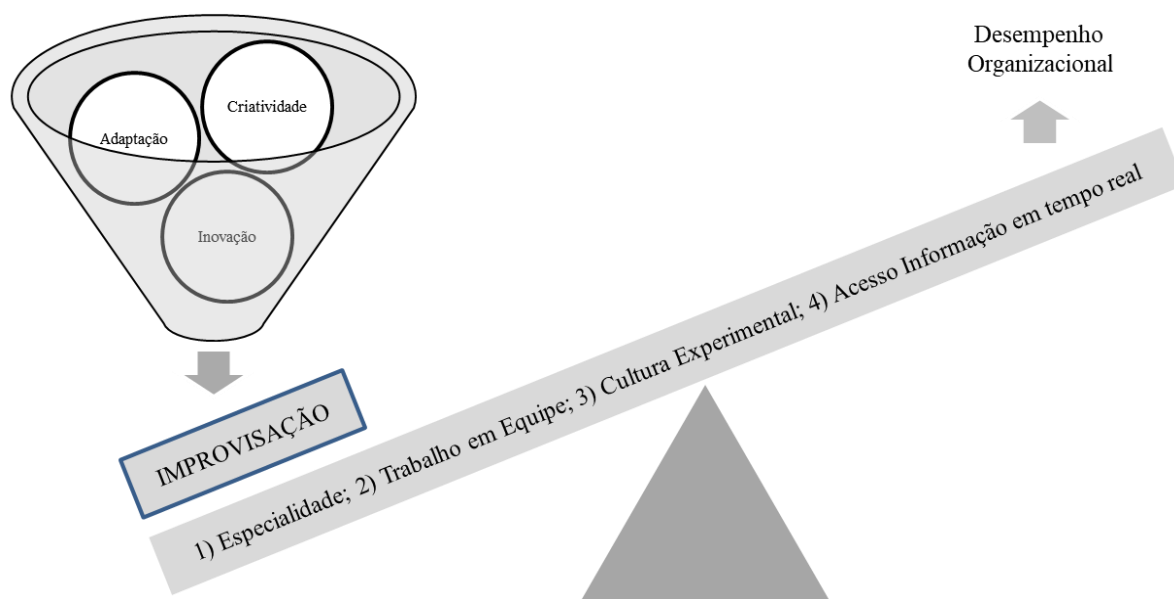 Desempenho
Organizacional
Criatividade
Adaptação
Inovação
IMPROVISAÇÃO
1) Especialidade; 2) Trabalho em Equipe; 3) Cultura Experimental; 4) Acesso Informação em tempo real